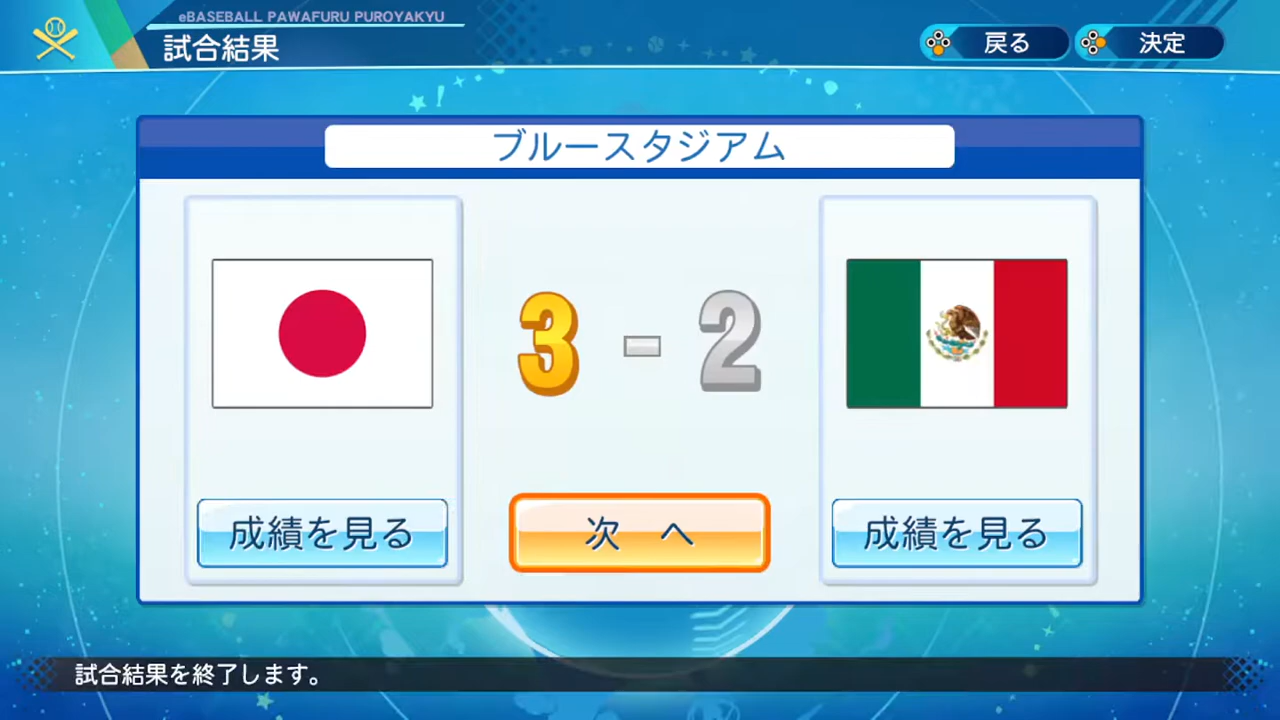 eBASEBALL PAWAFURU PUROYAKYU
試合結果
戻る
決定
ブルースタジアム
3 - 2
成績を見る
次 へ
成績を見る
試合結果を終了します。